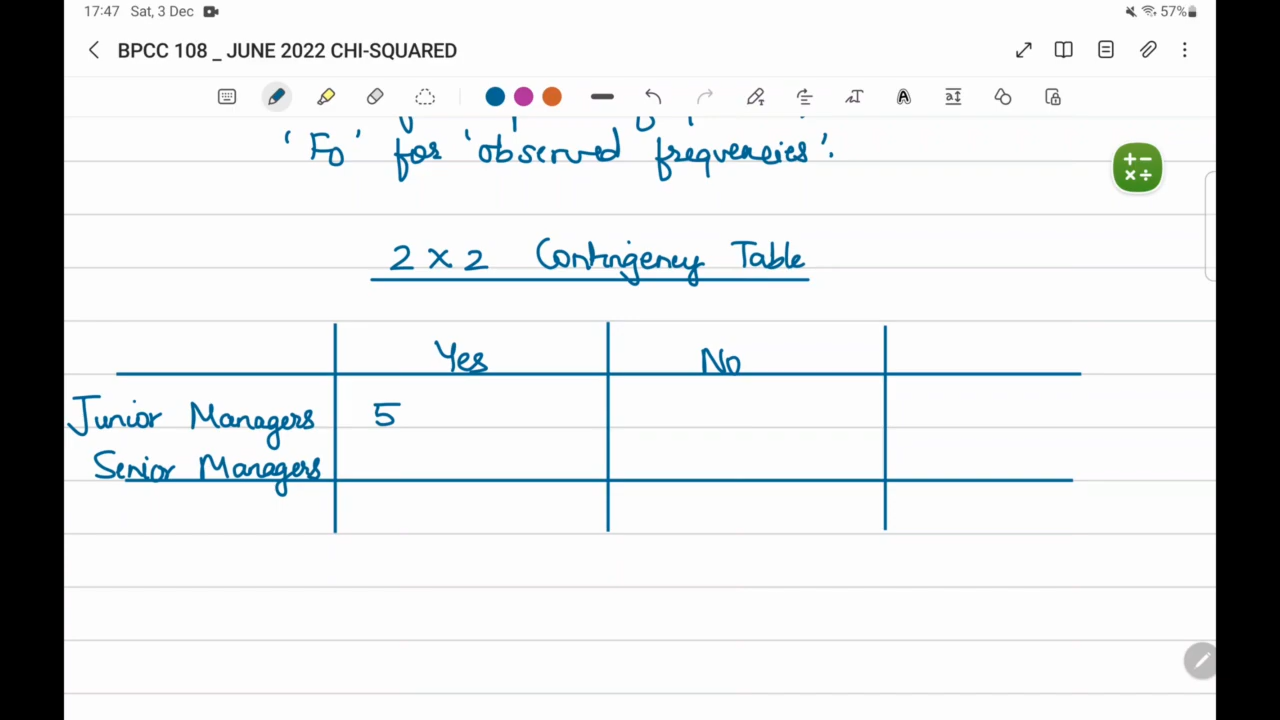 17:47 Sat, 3 Dec
57%
BPCC 108 _ JUNE 2022 CHI-SQUARED
'Fo' for 'observed frequencies'.
2 x 2 Contingency Table
Yes No
Junior Managers 5
Senior Managers